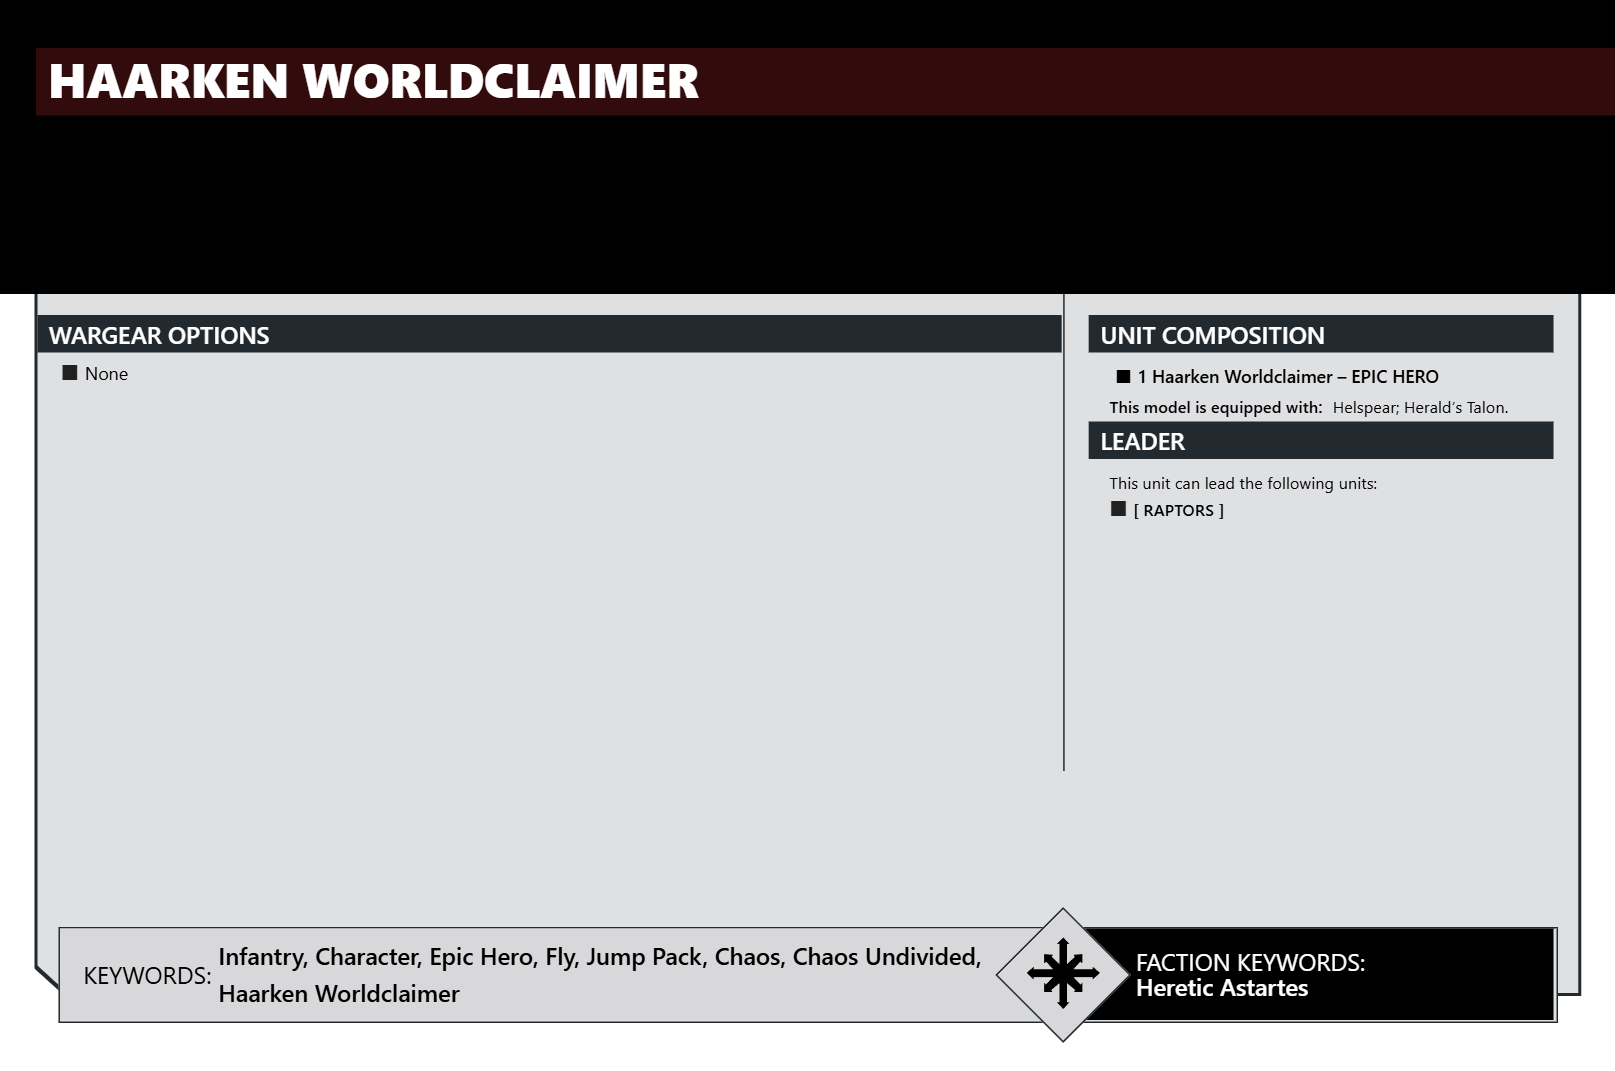 HAARKEN WORLDCLAIMER
WARGEAR OPTIONS
■ None
UNIT COMPOSITION
■ 1 Haarken Worldclaimer – EPIC HERO
This model is equipped with: Helspear; Herald’s Talon.
LEADER
This unit can lead the following units:
■ [ RAPTORS ]
KEYWORDS:
Infantry, Character, Epic Hero, Fly, Jump Pack, Chaos, Chaos Undivided,
Haarken Worldclaimer
FACTION KEYWORDS:
Heretic Astartes